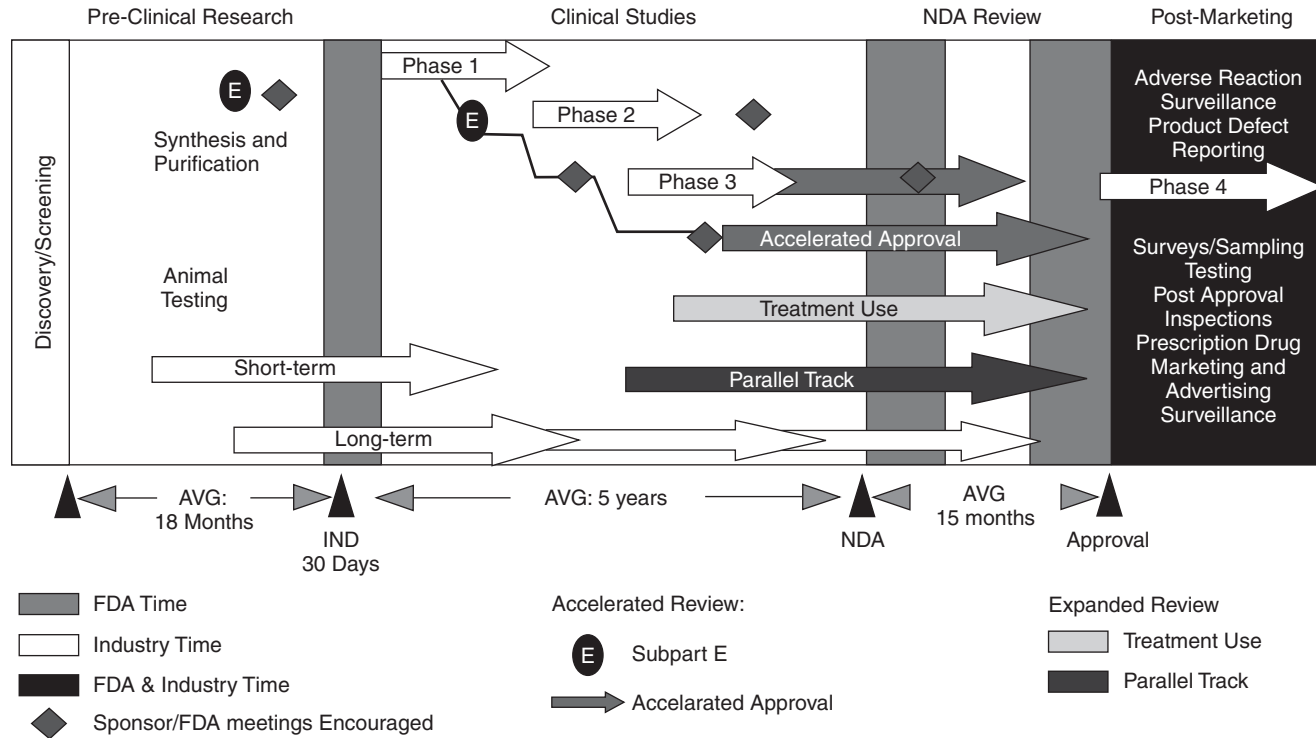 Pre-Clinical Research
Clinical Studies
NDA Review
Post-Marketing
Discovery/Screening
E
Synthesis and
Purification
Animal
Testing
Short-term
Long-term
Phase 1
E
Phase 2
Phase 3
Accelerated Approval
Treatment Use
Parallel Track
Adverse Reaction
Surveillance
Product Defect
Reporting
Phase 4
Surveys/Sampling
Testing
Post Approval
Inspections
Prescription Drug
Marketing and
Advertising
Surveillance
AVG:
18 Months
IND
30 Days
AVG: 5 years
NDA
AVG
15 months
Approval
FDA Time
Industry Time
FDA & Industry Time
Sponsor/FDA meetings Encouraged
Accelerated Review:
E
Subpart E
Accelarated Approval
Expanded Review
Treatment Use
Parallel Track